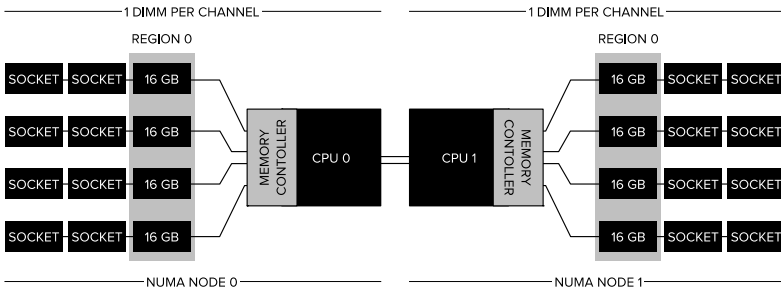 1 DIMM PER CHANNEL 1 DIMM PER CHANNEL
REGION 0 REGION 0
SOCKET SOCKET 16 GB 16 GB SOCKET SOCKET
SOCKET SOCKET 16 GB 16 GB SOCKET SOCKET
MEMORY
CONTOLLER
CPU 0 CPU 1
MEMORY
CONTOLLER
SOCKET SOCKET 16 GB 16 GB SOCKET SOCKET
SOCKET SOCKET 16 GB 16 GB SOCKET SOCKET
NUMA NODE 0 NUMA NODE 1